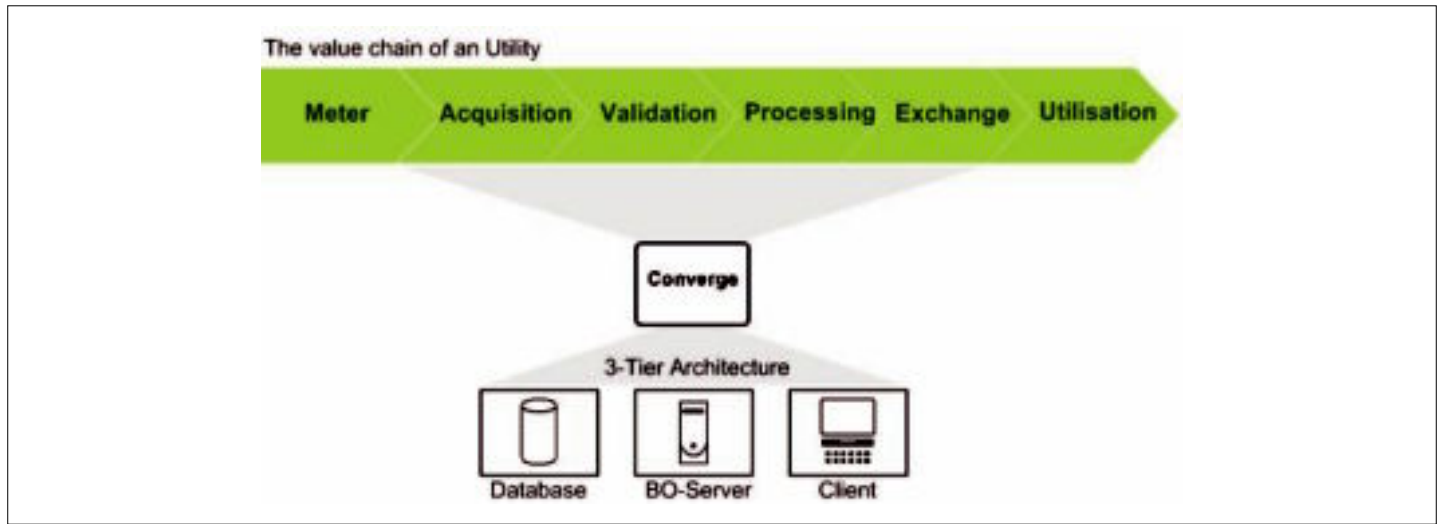 The value chain of an Utility
Meter Acquisition Validation Processing Exchange Utilisation
Converge
3-Tier Architecture
Database BO-Server Client